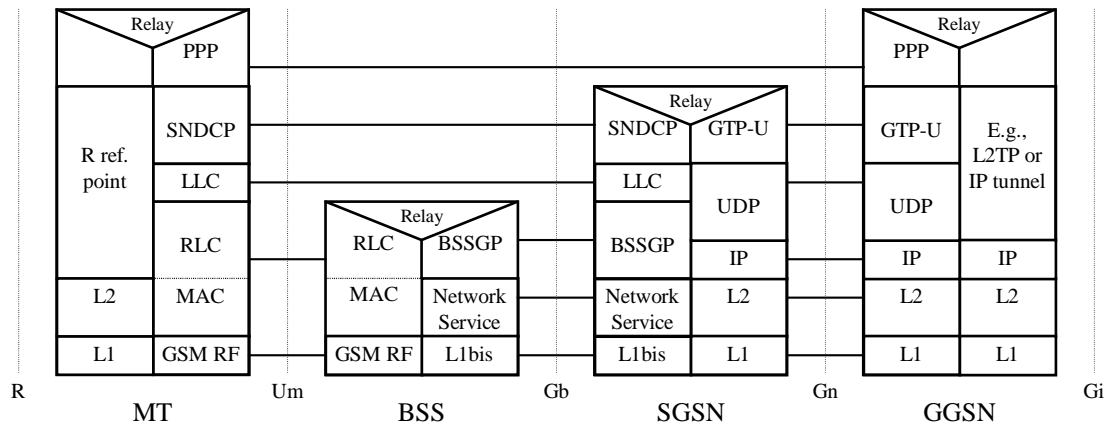 Relay
Relay
PPP
PPP
Relay
SNDCP
SNDCP
GTP-U
GTP-U
E.g.,
L2TP or
IP tunnel
R ref.
point
LLC
LLC
Relay
UDP
UDP
RLC
RLC
BSSGP
BSSGP
IP
IP
IP
L2
MAC
MAC
Network
Service
Network
Service
L2
L2
L2
L1
GSM RF
GSM RF
L1bis
L1bis
L1
L1
L1
R
Um
Gb
Gn
Gi
MT
BSS
SGSN
GGSN